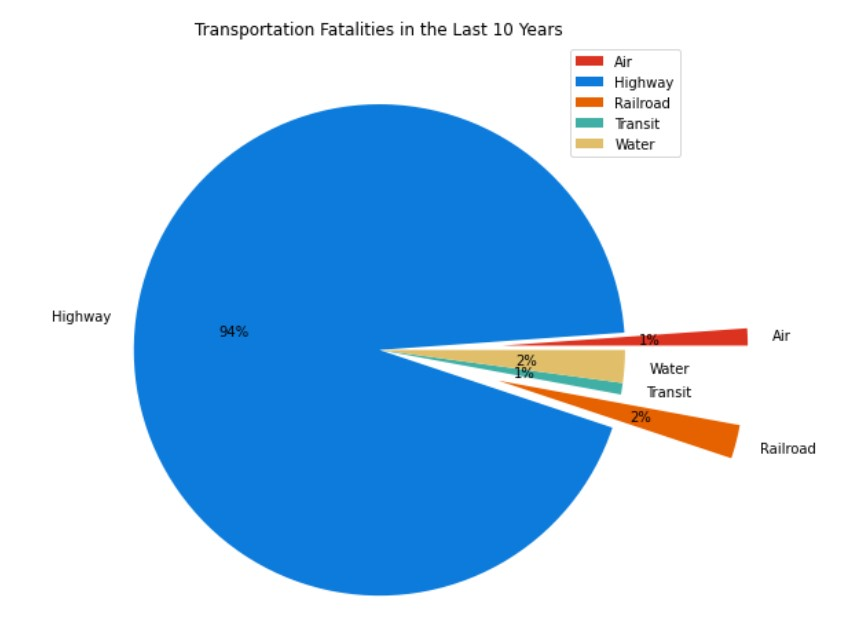 Transportation Fatalities in the Last 10 Years
Air
Highway
Railroad
Transit
Water
Highway
94%
1%
Air
2%
Water
1%
Transit
2%
Railroad